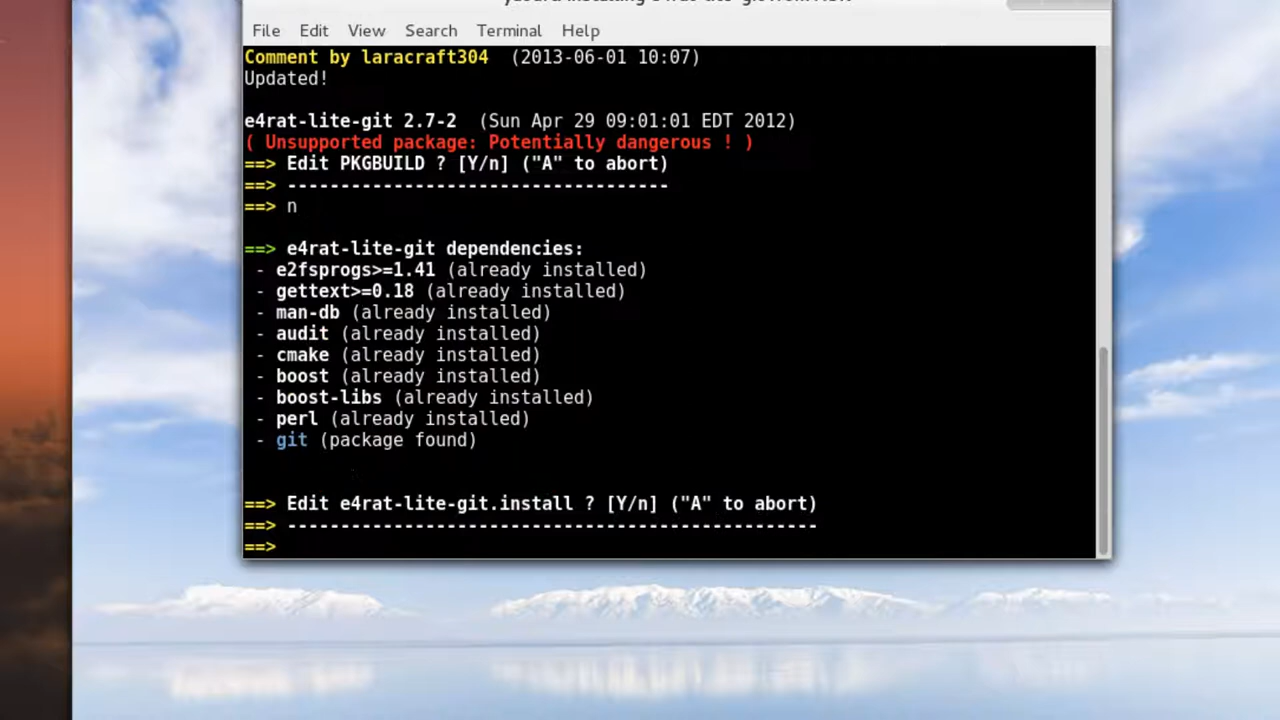 File Edit View Search Terminal Help
Comment by laracraft304 (2013-06-01 10:07)
Updated!
e4rat-lite-git 2.7-2 (Sun Apr 29 09:01:01 EDT 2012)
( Unsupported package: Potentially dangerous ! )
==> Edit PKGBUILD ? [Y/n] ("A" to abort)
==> ------------------------------------
==> n
==> e4rat-lite-git dependencies:
- e2fsprogs>=1.41 (already installed)
- gettext>=0.18 (already installed)
- man-db (already installed)
- audit (already installed)
- cmake (already installed)
- boost (already installed)
- boost-libs (already installed)
- perl (already installed)
- git (package found)
==> Edit e4rat-lite-git.install ? [Y/n] ("A" to abort)
==> --------------------------------------------------
==>